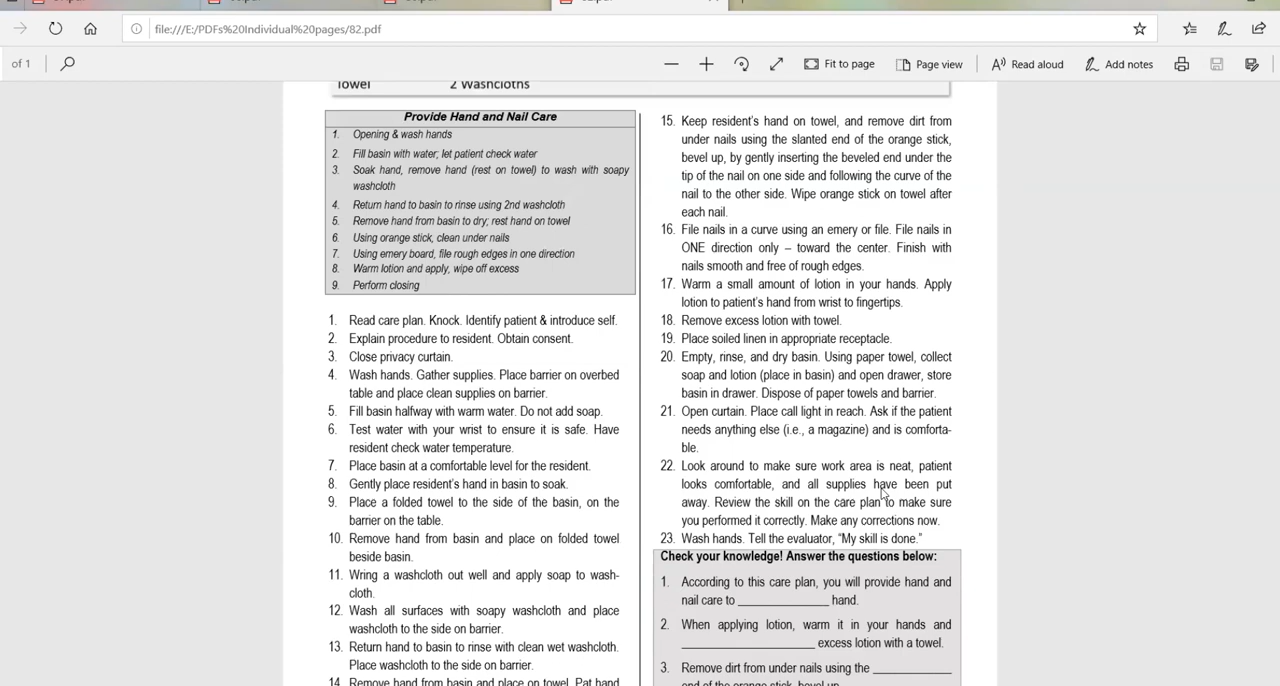 file:///E:/PDFs%20Individual%20pages/82.pdf
of 1
Fit to page
Page view
Read aloud
Add notes
Towel 2 Washcloths
Provide Hand and Nail Care
1. Opening & wash hands
2. Fill basin with water; let patient check water
3. Soak hand, remove hand (rest on towel) to wash with soapy
washcloth
4. Return hand to basin to rinse using 2nd washcloth
5. Remove hand from basin to dry; rest hand on towel
6. Using orange stick, clean under nails
7. Using emery board, file rough edges in one direction
8. Warm lotion and apply, wipe off excess
9. Perform closing
1. Read care plan. Knock. Identify patient & introduce self.
2. Explain procedure to resident. Obtain consent.
3. Close privacy curtain.
4. Wash hands. Gather supplies. Place barrier on overbed
table and place clean supplies on barrier.
5. Fill basin halfway with warm water. Do not add soap.
6. Test water with your wrist to ensure it is safe. Have
resident check water temperature.
7. Place basin at a comfortable level for the resident.
8. Gently place resident's hand in basin to soak.
9. Place a folded towel to the side of the basin, on the
barrier on the table.
10. Remove hand from basin and place on folded towel
beside basin.
11. Wring a washcloth out well and apply soap to wash-
cloth.
12. Wash all surfaces with soapy washcloth and place
washcloth to the side on barrier.
13. Return hand to basin to rinse with clean wet washcloth.
Place washcloth to the side on barrier.
14. Remove hand from basin and place on towel. Pat hand
15. Keep resident's hand on towel, and remove dirt from
under nails using the slanted end of the orange stick,
bevel up, by gently inserting the beveled end under the
tip of the nail on one side and following the curve of the
nail to the other side. Wipe orange stick on towel after
each nail.
16. File nails in a curve using an emery or file. File nails in
ONE direction only – toward the center. Finish with
nails smooth and free of rough edges.
17. Warm a small amount of lotion in your hands. Apply
lotion to patient's hand from wrist to fingertips.
18. Remove excess lotion with towel.
19. Place soiled linen in appropriate receptacle.
20. Empty, rinse, and dry basin. Using paper towel, collect
soap and lotion (place in basin) and open drawer, store
basin in drawer. Dispose of paper towels and barrier.
21. Open curtain. Place call light in reach. Ask if the patient
needs anything else (i.e., a magazine) and is comforta-
ble.
22. Look around to make sure work area is neat, patient
looks comfortable, and all supplies have been put
away. Review the skill on the care plan to make sure
you performed it correctly. Make any corrections now.
23. Wash hands. Tell the evaluator, “My skill is done.”
Check your knowledge! Answer the questions below:
1. According to this care plan, you will provide hand and
nail care to ______________ hand.
2. When applying lotion, warm it in your hands and
____________________ excess lotion with a towel.
3. Remove dirt from under nails using the ____________
end of the orange stick, bevel up.